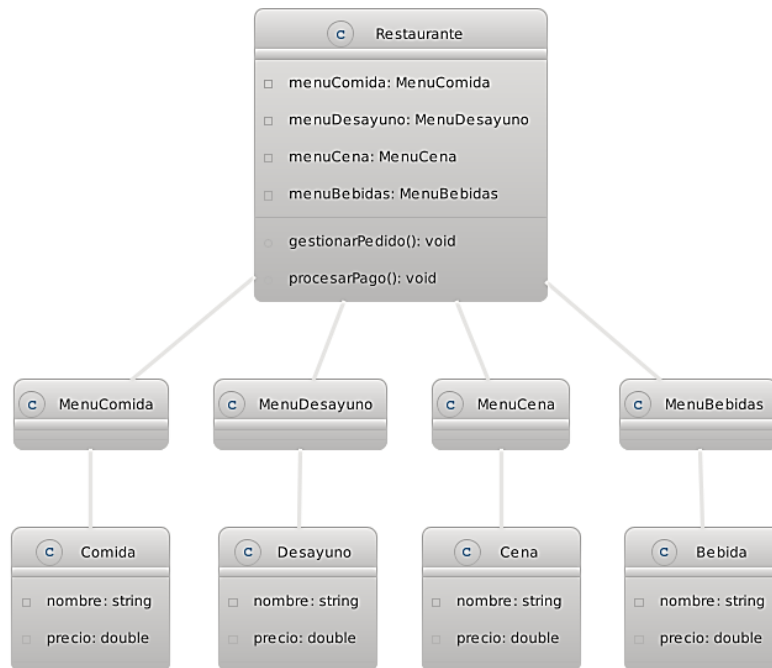 C Restaurante
menuComida: MenuComida
menuDesayuno: MenuDesayuno
menuCena: MenuCena
menuBebidas: MenuBebidas
gestionarPedido(): void
procesarPago(): void
C MenuComida
C MenuDesayuno
C MenuCena
C MenuBebidas
C Comida
nombre: string
precio: double
C Desayuno
nombre: string
precio: double
C Cena
nombre: string
precio: double
C Bebida
nombre: string
precio: double